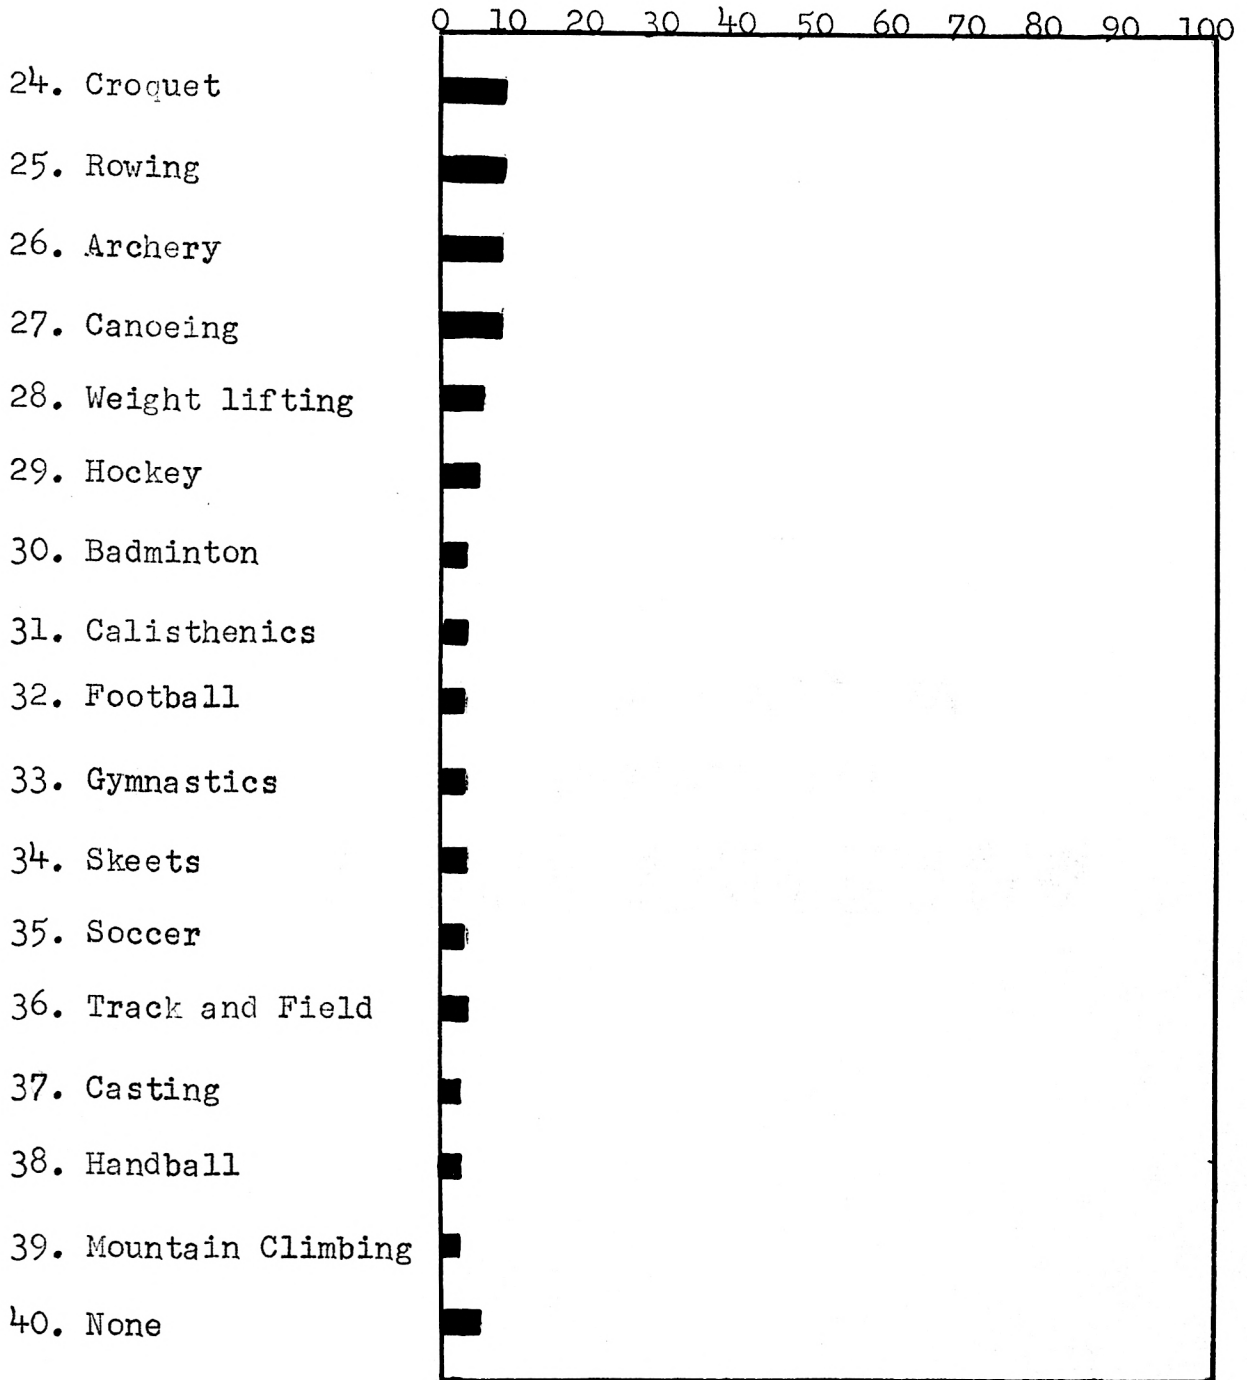 0 10 20 30 40 50 60 70 80 90 100
24. Croquet
25. Rowing
26. Archery
27. Canoeing
28. Weight lifting
29. Hockey
30. Badminton
31. Calisthenics
32. Football
33. Gymnastics
34. Skeets
35. Soccer
36. Track and Field
37. Casting
38. Handball
39. Mountain Climbing
40. None